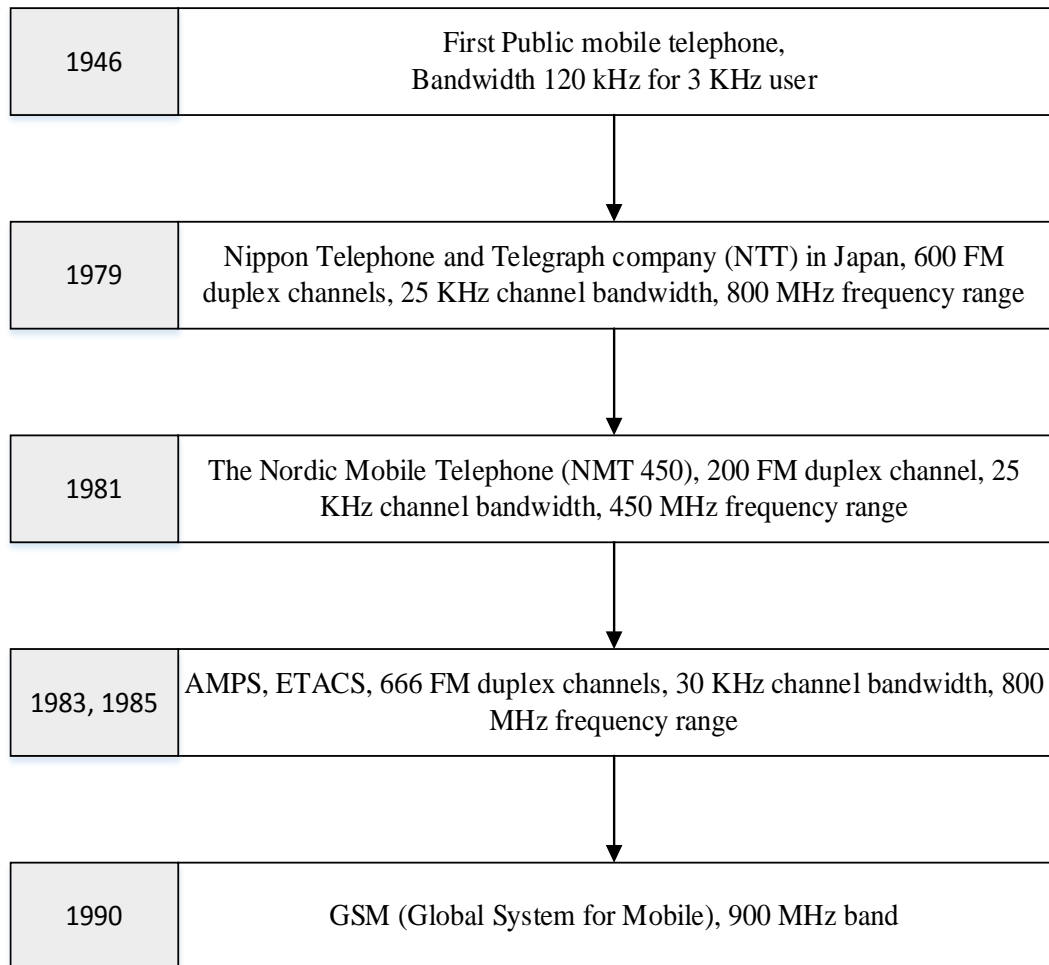 1946
First Public mobile telephone,
Bandwidth 120 kHz for 3 KHz user
1979
Nippon Telephone and Telegraph company (NTT) in Japan, 600 FM
duplex channels, 25 KHz channel bandwidth, 800 MHz frequency range
1981
The Nordic Mobile Telephone (NMT 450), 200 FM duplex channel, 25
KHz channel bandwidth, 450 MHz frequency range
1983, 1985
AMPS, ETACS, 666 FM duplex channels, 30 KHz channel bandwidth, 800
MHz frequency range
1990
GSM (Global System for Mobile), 900 MHz band